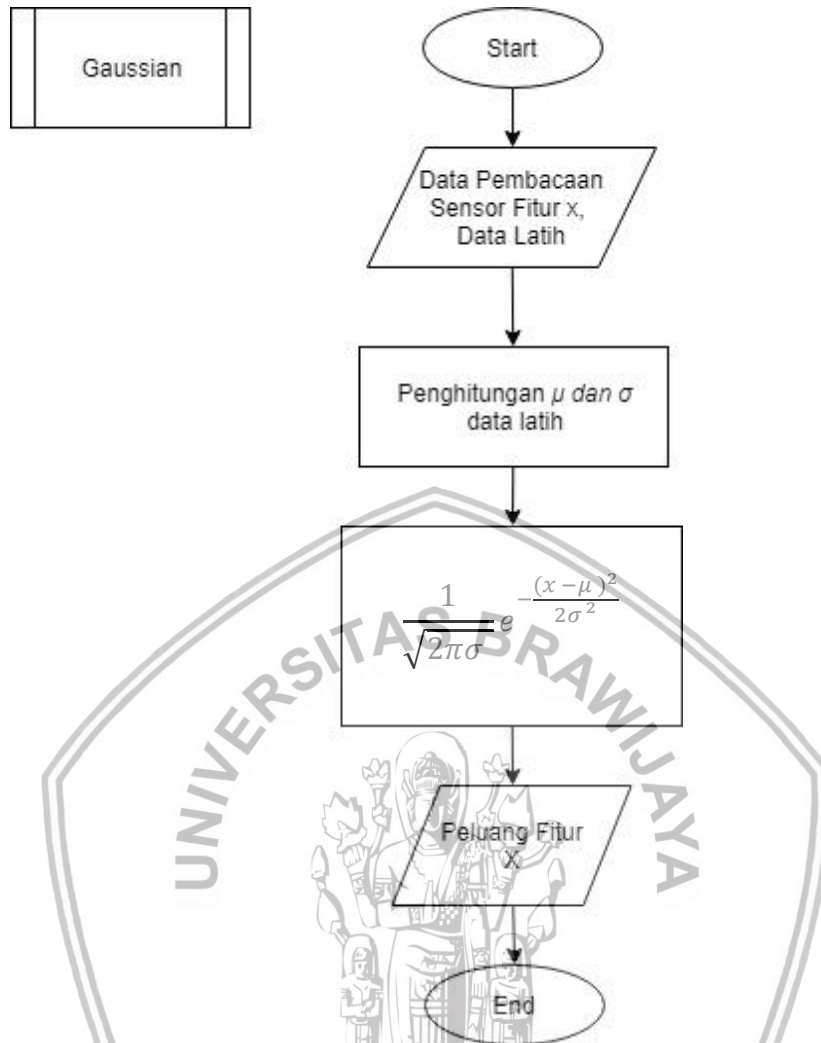 Gaussian
Start
Data Pembacaan
Sensor Fitur x,
Data Latih
Penghitungan μ dan σ
data latih
1/√2πσ e^-(x-μ)²/2σ²
Peluang Fitur
X
End
UNIVERSITAS BRAWIJAYA